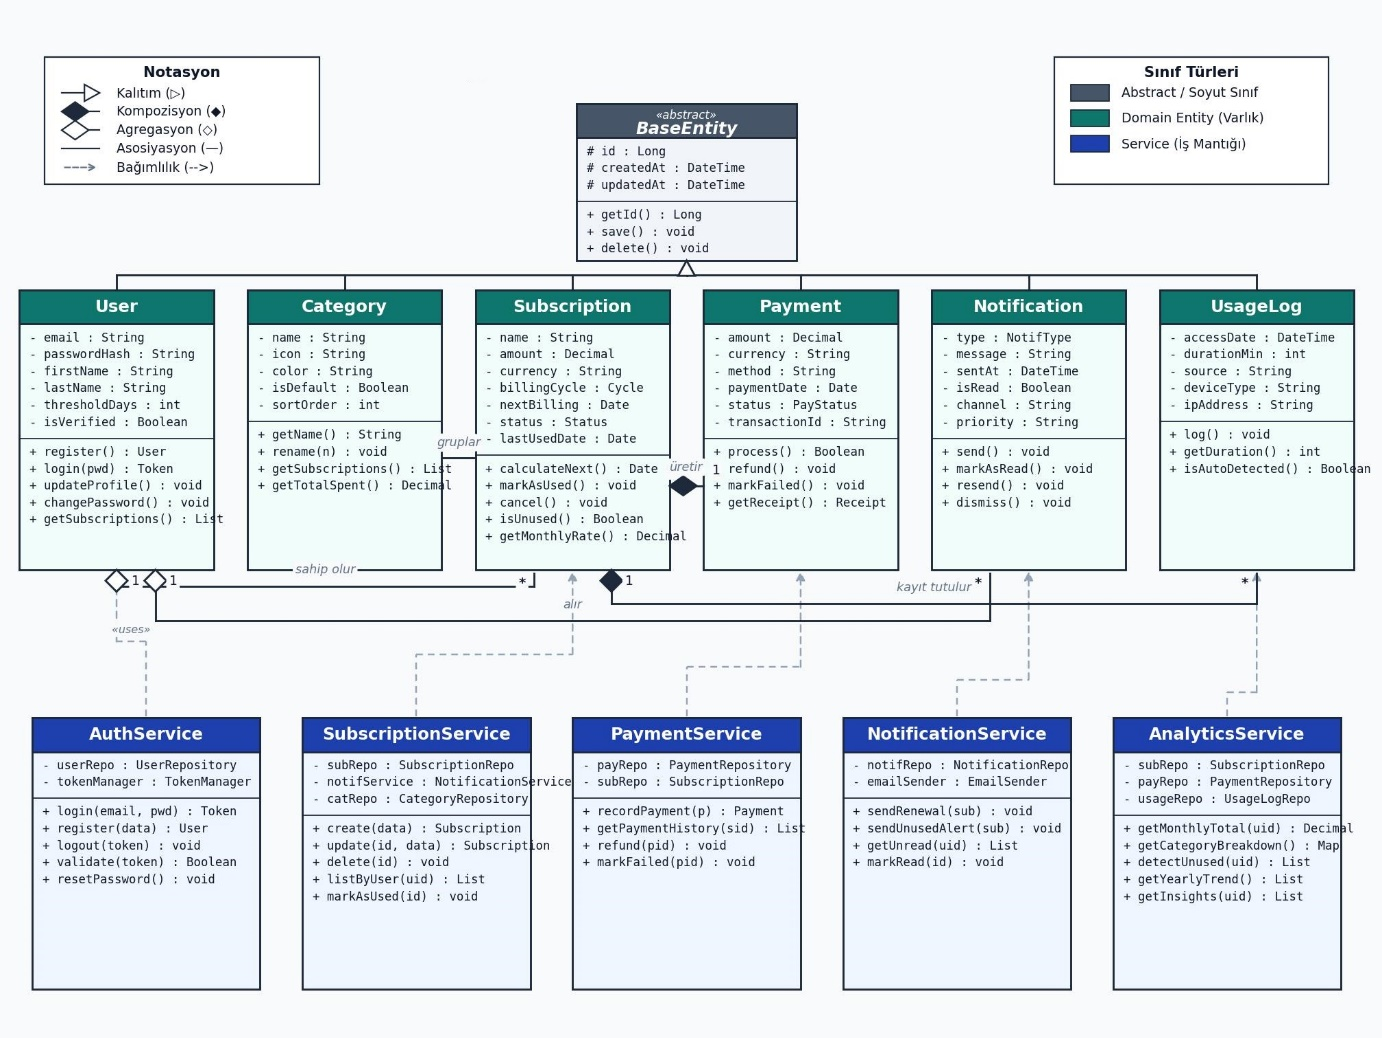 Notasyon
Kalıtım (▷)
Kompozisyon (◆)
Agregasyon (◇)
Asosiyasyon (—)
Bağımlılık (-->)
Sınıf Türleri
Abstract / Soyut Sınıf
Domain Entity (Varlık)
Service (İş Mantığı)
«abstract»
BaseEntity
# id : Long
# createdAt : DateTime
# updatedAt : DateTime
+ getId() : Long
+ save() : void
+ delete() : void
User
- email : String
- passwordHash : String
- firstName : String
- lastName : String
- thresholdDays : int
- isVerified : Boolean
+ register() : User
+ login(pwd) : Token
+ updateProfile() : void
+ changePassword() : void
+ getSubscriptions() : List
Category
- name : String
- icon : String
- color : String
- isDefault : Boolean
- sortOrder : int
+ getName() : String
+ rename(n) : void
+ getSubscriptions() : List
+ getTotalSpent() : Decimal
gruplar
Subscription
- name : String
- amount : Decimal
- currency : String
- billingCycle : Cycle
- nextBilling : Date
- status : Status
- lastUsedDate : Date
+ calculateNext() : Date
+ markAsUsed() : void
+ cancel() : void
+ isUnused() : Boolean
+ getMonthlyRate() : Decimal
üretir
1
Payment
- amount : Decimal
- currency : String
- method : String
- paymentDate : Date
- status : PayStatus
- transactionId : String
+ process() : Boolean
refund() : void
+ markFailed() : void
+ getReceipt() : Receipt
Notification
- type : NotifType
- message : String
- sentAt : DateTime
- isRead : Boolean
- channel : String
- priority : String
+ send() : void
+ markAsRead() : void
+ resend() : void
+ dismiss() : void
UsageLog
- accessDate : DateTime
- durationMin : int
- source : String
- deviceType : String
- ipAddress : String
+ log() : void
+ getDuration() : int
+ isAutoDetected() : Boolean
1
1
sahip olur
*
1
alır
kayıt tutulur
*
*
«uses»
AuthService
- userRepo : UserRepository
- tokenManager : TokenManager
+ login(email, pwd) : Token
+ register(data) : User
+ logout(token) : void
+ validate(token) : Boolean
+ resetPassword() : void
SubscriptionService
- subRepo : SubscriptionRepo
- notifService : NotificationService
- catRepo : CategoryRepository
+ create(data) : Subscription
+ update(id, data) : Subscription
+ delete(id) : void
+ listByUser(uid) : List
+ markAsUsed(id) : void
PaymentService
- payRepo : PaymentRepository
- subRepo : SubscriptionRepo
+ recordPayment(p) : Payment
+ getPaymentHistory(sid) : List
+ refund(pid) : void
+ markFailed(pid) : void
NotificationService
- notifRepo : NotificationRepo
- emailSender : EmailSender
+ sendRenewal(sub) : void
+ sendUnusedAlert(sub) : void
+ getUnread(uid) : List
+ markRead(id) : void
AnalyticsService
- subRepo : SubscriptionRepo
- payRepo : PaymentRepository
- usageRepo : UsageLogRepo
+ getMonthlyTotal(uid) : Decimal
+ getCategoryBreakdown() : Map
+ detectUnused(uid) : List
+ getYearlyTrend() : List
+ getInsights(uid) : List